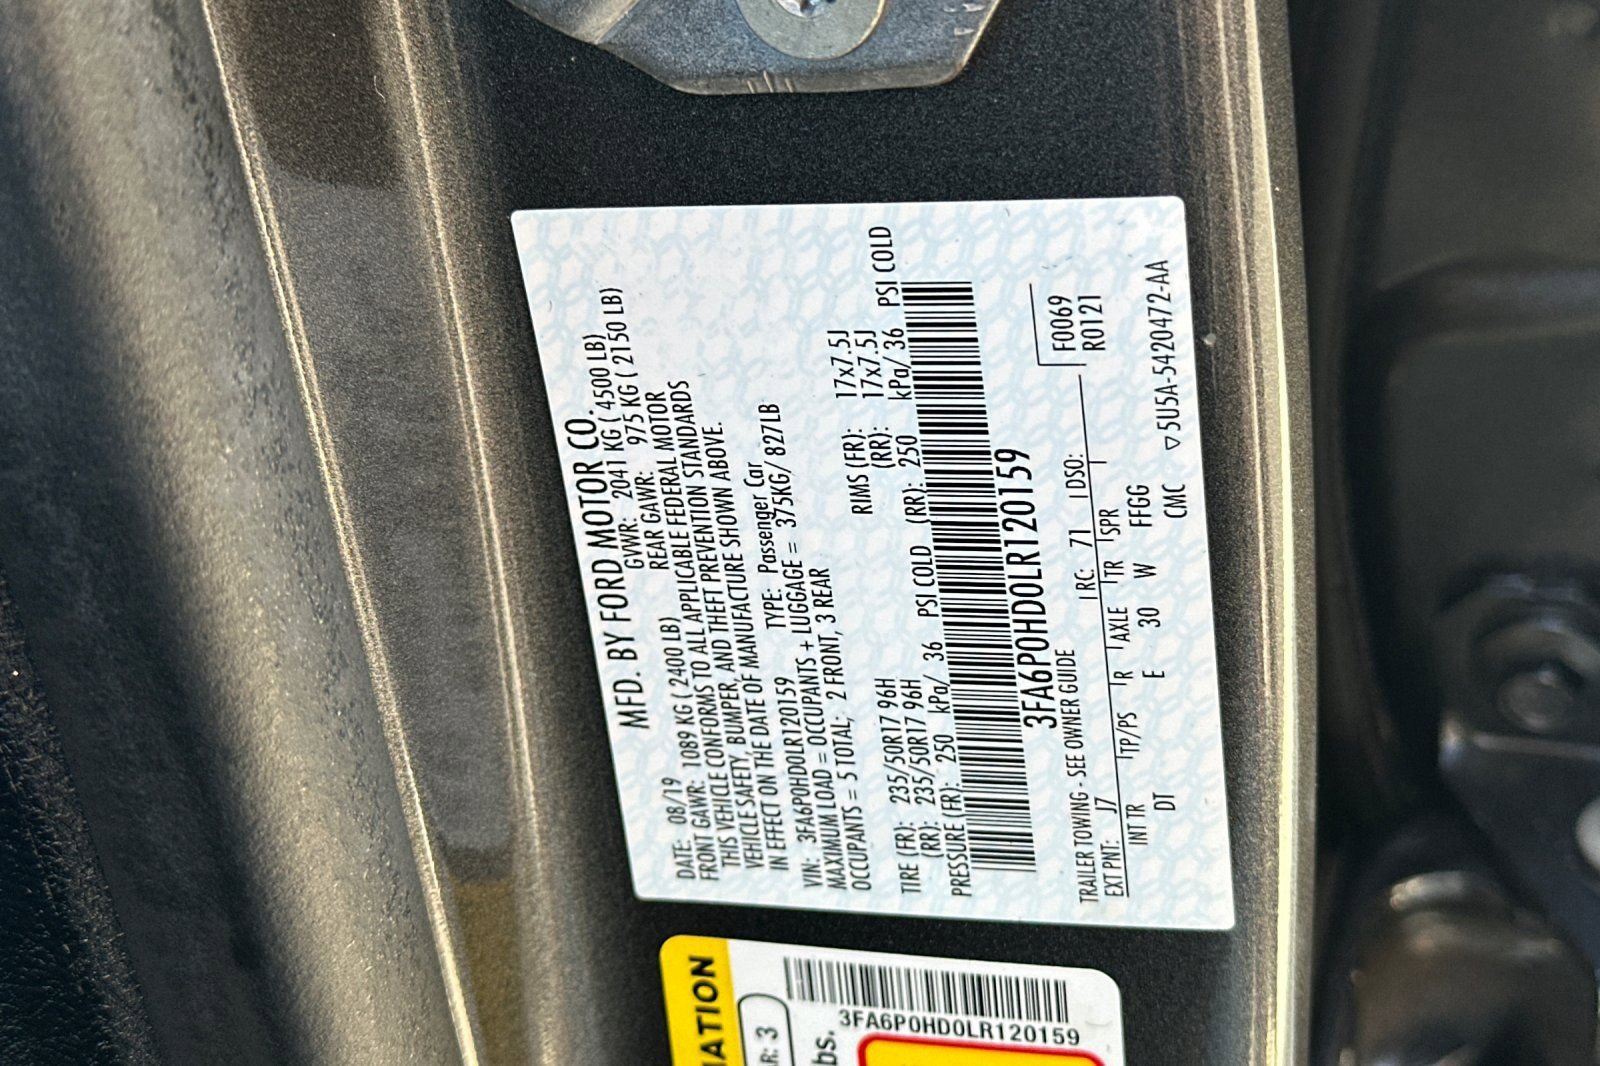 MFD. BY FORD MOTOR CO.
DATE: 08/19 GVWR: 2041 KG ( 4500 LB)
FRONT GAWR: 1089 KG ( 2400 LB) REAR GAWR: 975 KG ( 2150 LB)
THIS VEHICLE CONFORMS TO ALL APPLICABLE FEDERAL MOTOR
VEHICLE SAFETY, BUMPER, AND THEFT PREVENTION STANDARDS
IN EFFECT ON THE DATE OF MANUFACTURE SHOWN ABOVE.
VIN: 3FA6P0HD0LR120159 TYPE: Passenger Car
MAXIMUM LOAD = OCCUPANTS + LUGGAGE = 375KG/ 827LB
OCCUPANTS = 5 TOTAL; 2 FRONT, 3 REAR
TIRE (FR): 235/50R17 96H RIMS (FR): 17x7.5J
(RR): 235/50R17 96H (RR): 17x7.5J
PRESSURE (FR): 250 kPa/ 36 PSI COLD (RR): 250 kPa/ 36 PSI COLD
3FA6P0HD0LR120159
TRAILER TOWING - SEE OWNER GUIDE F0069
EXT PNT: J7 RC: 71 DSO: R0121
INT TR TP/PS R AXLE TR SPR
DT E 30 W FFGG
CMC ▽5U5A-5420472-AA
3FA6P0HD0LR120159